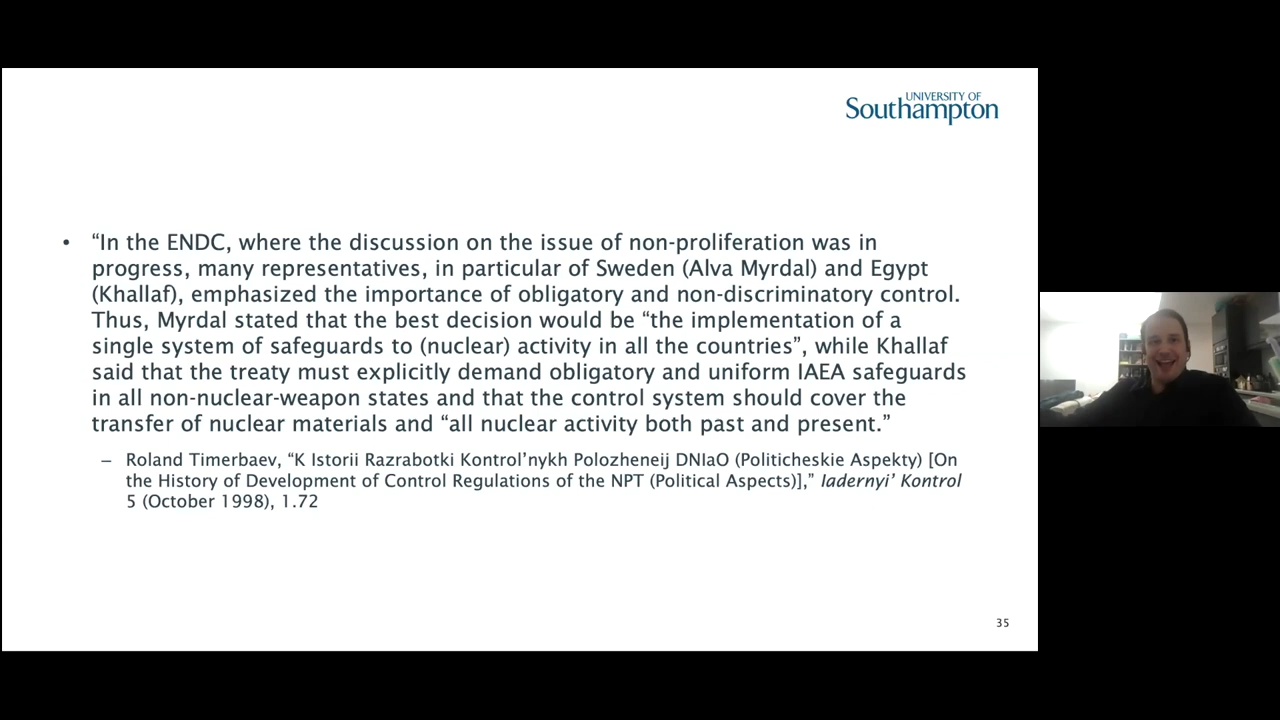 UNIVERSITY OF
Southampton
• “In the ENDC, where the discussion on the issue of non-proliferation was in
progress, many representatives, in particular of Sweden (Alva Myrdal) and Egypt
(Khallaf), emphasized the importance of obligatory and non-discriminatory control.
Thus, Myrdal stated that the best decision would be “the implementation of a
single system of safeguards to (nuclear) activity in all the countries”, while Khallaf
said that the treaty must explicitly demand obligatory and uniform IAEA safeguards
in all non-nuclear-weapon states and that the control system should cover the
transfer of nuclear materials and “all nuclear activity both past and present.”
– Roland Timerbaev, “K Istorii Razrabotki Kontrol’nykh Polozheneij DNIaO (Politicheskie Aspekty) [On
the History of Development of Control Regulations of the NPT (Political Aspects)],” Iadernyi’ Kontrol
5 (October 1998), 1.72
35